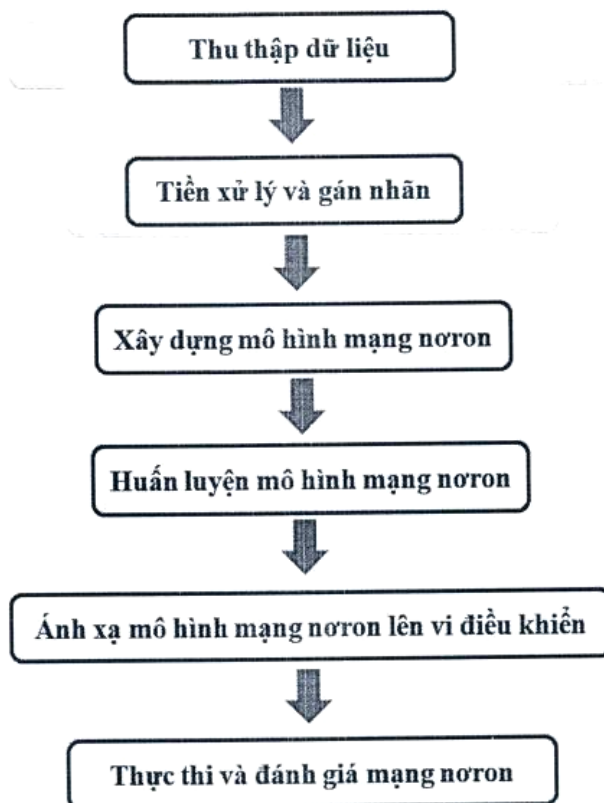 Thu thập dữ liệu
Tiền xử lý và gán nhãn
Xây dựng mô hình mạng nơron
Huấn luyện mô hình mạng nơron
Ánh xạ mô hình mạng nơron lên vi điều khiển
Thực thi và đánh giá mạng nơron